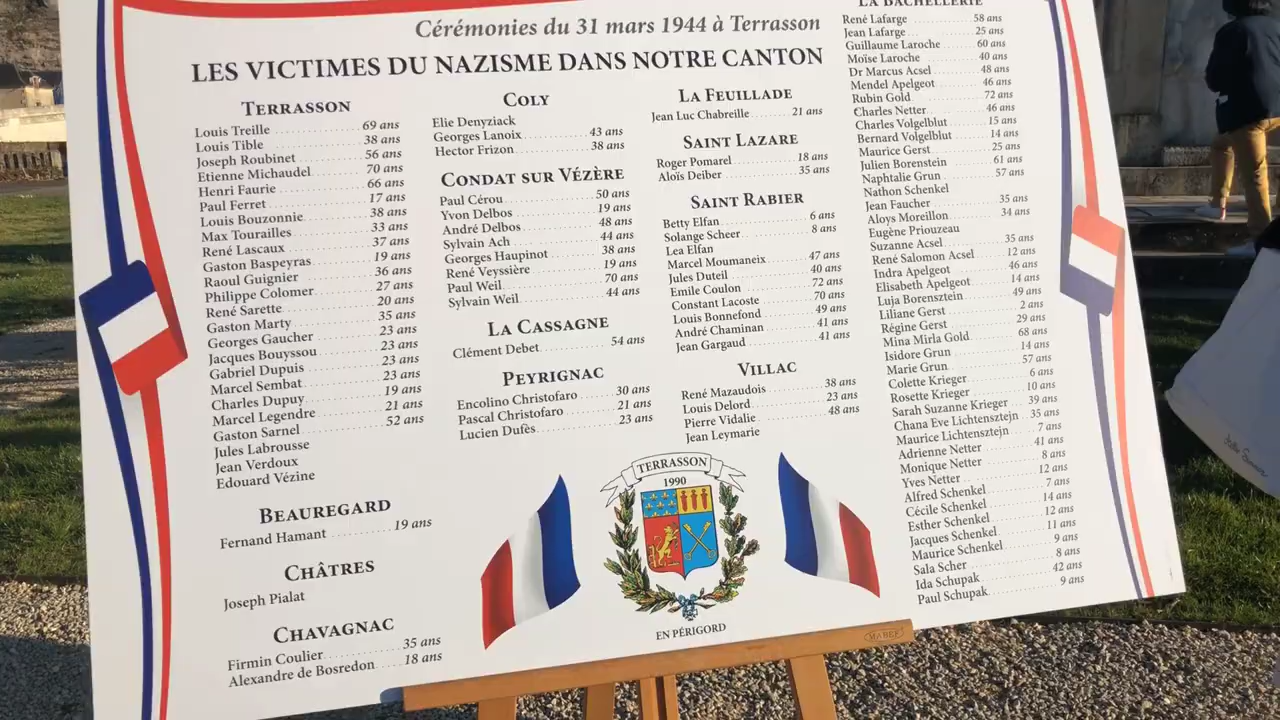 Cérémonies du 31 mars 1944 à Terrasson
LES VICTIMES DU NAZISME DANS NOTRE CANTON
TERRASSON
Louis Treille 69 ans
Louis Tible 38 ans
Joseph Roubinet 56 ans
Etienne Michaudel 70 ans
Henri Faurie 66 ans
Paul Ferret 17 ans
Louis Bouzonnie 38 ans
Max Tourailles 33 ans
René Lascaux 37 ans
Gaston Baspeyras 19 ans
Raoul Guignier 36 ans
Philippe Colomer 27 ans
René Sarette 20 ans
Gaston Marty 35 ans
Georges Gaucher 23 ans
Jacques Bouyssou 23 ans
Gabriel Dupuis 23 ans
Marcel Sembat 23 ans
Charles Dupuy 19 ans
Marcel Legendre 21 ans
Gaston Sarnel 52 ans
Jules Labrousse
Jean Verdoux
Edouard Vézine
BEAUREGARD
Fernand Hamant 19 ans
CHÂTRES
Joseph Pialat
CHAVAGNAC
Firmin Coulier 35 ans
Alexandre de Bosredon 18 ans
COLY
Elie Denyziack
Georges Lanoix 43 ans
Hector Frizon 38 ans
CONDAT SUR VÉZÈRE
Paul Cérou 50 ans
Yvon Delbos 19 ans
André Delbos 48 ans
Sylvain Ach 44 ans
Georges Haupinot 38 ans
René Veyssière 19 ans
Paul Weil 70 ans
Sylvain Weil 44 ans
LA CASSAGNE
Clément Debet 54 ans
PEYRIGNAC
Encolino Christofaro 30 ans
Pascal Christofaro 21 ans
Lucien Dufès 23 ans
LA FEUILLADE
Jean Luc Chabreille 21 ans
SAINT LAZARE
Roger Pomarel 18 ans
Aloïs Deiber 35 ans
SAINT RABIER
Betty Elfan 6 ans
Solange Scheer 8 ans
Lea Elfan
Marcel Moumaneix 47 ans
Jules Duteil 40 ans
Emile Coulon 72 ans
Constant Lacoste 70 ans
Louis Bonnefond 49 ans
André Chaminan 41 ans
Jean Gargaud 41 ans
VILLAC
René Mazaudois 38 ans
Louis Delord 23 ans
Pierre Vidalie 48 ans
Jean Leymarie
TERRASSON
1990
EN PÉRIGORD
LA BACHELLERIE
René Lafarge 58 ans
Jean Lafarge 25 ans
Guillaume Laroche 60 ans
Moïse Laroche 40 ans
Dr Marcus Acsel 48 ans
Mendel Apelgeot 46 ans
Rubin Gold 72 ans
Charles Netter 46 ans
Charles Volgelblut 15 ans
Bernard Volgelblut 14 ans
Maurice Gerst 25 ans
Julien Borenstein 61 ans
Naphtalie Grun 57 ans
Nathon Schenkel
Jean Faucher 35 ans
Aloys Moreillon 34 ans
Eugène Priouzeau
Suzanne Acsel 35 ans
René Salomon Acsel 12 ans
Indra Apelgeot 46 ans
Elisabeth Apelgeot 14 ans
Luja Borensztein 49 ans
Liliane Gerst 2 ans
Régine Gerst 29 ans
Mina Mirla Gold 68 ans
Isidore Grun 14 ans
Marie Grun 57 ans
Colette Krieger 6 ans
Rosette Krieger 10 ans
Sarah Suzanne Krieger 39 ans
Chana Eve Lichtensztejn 35 ans
Maurice Lichtensztejn 7 ans
Adrienne Netter 41 ans
Monique Netter 8 ans
Yves Netter 12 ans
Alfred Schenkel 7 ans
Cécile Schenkel 14 ans
Esther Schenkel 12 ans
Jacques Schenkel 11 ans
Maurice Schenkel 9 ans
Sala Scher 8 ans
Ida Schupak 42 ans
Paul Schupak 9 ans
MABEF